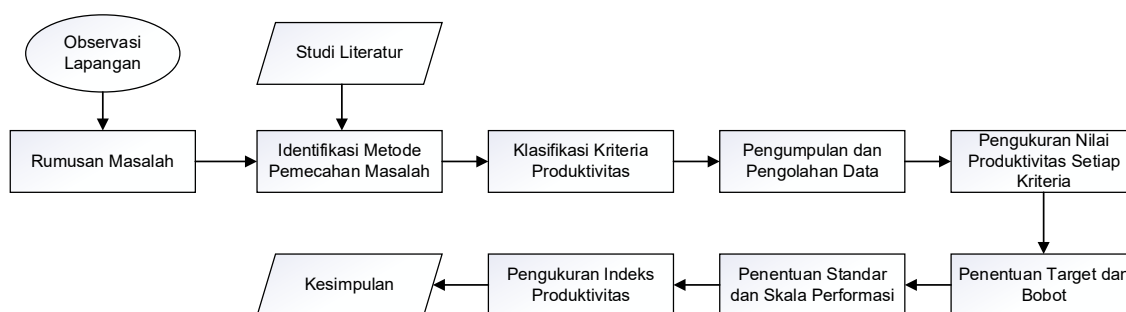 Observasi
Lapangan
Studi Literatur
Rumusan Masalah
Identifikasi Metode
Pemecahan Masalah
Klasifikasi Kriteria
Produktivitas
Pengumpulan dan
Pengolahan Data
Pengukuran Nilai
Produktivitas Setiap
Kriteria
Penentuan Target dan
Bobot
Penentuan Standar
dan Skala Performasi
Pengukuran Indeks
Produktivitas
Kesimpulan